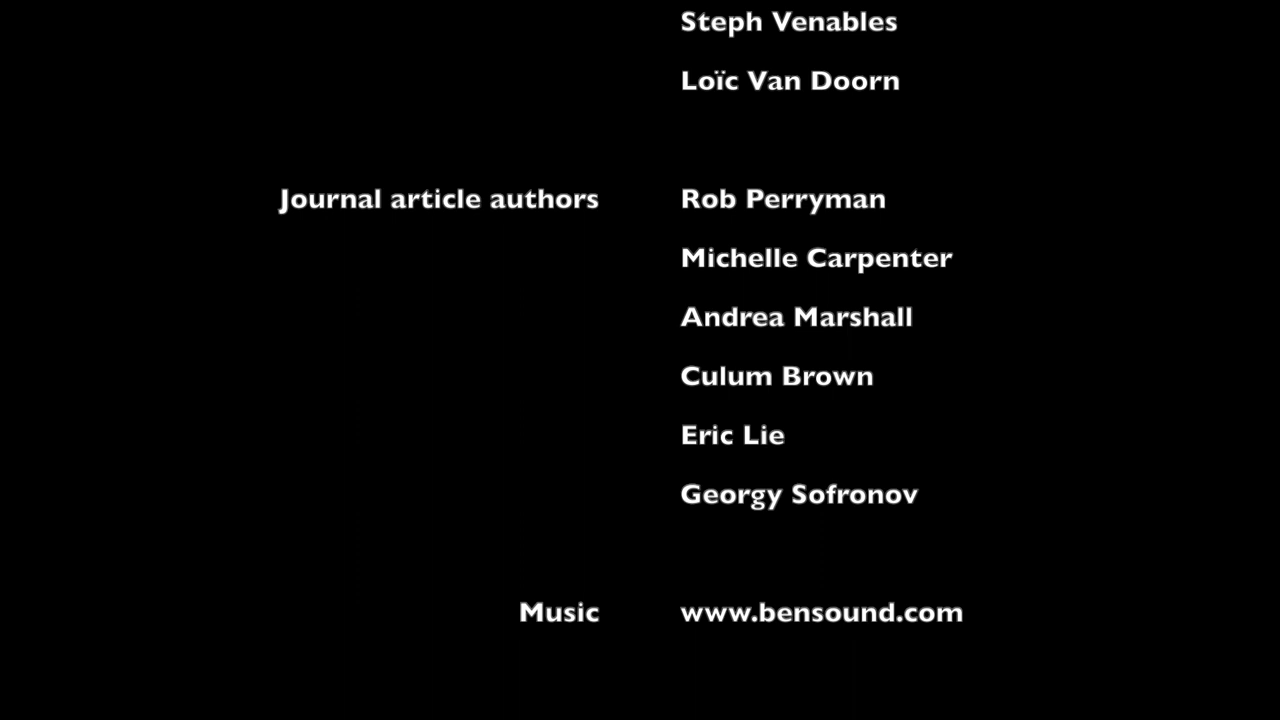 Steph Venables
Loïc Van Doorn
Journal article authors Rob Perryman
Michelle Carpenter
Andrea Marshall
Culum Brown
Eric Lie
Georgy Sofronov
Music www.bensound.com